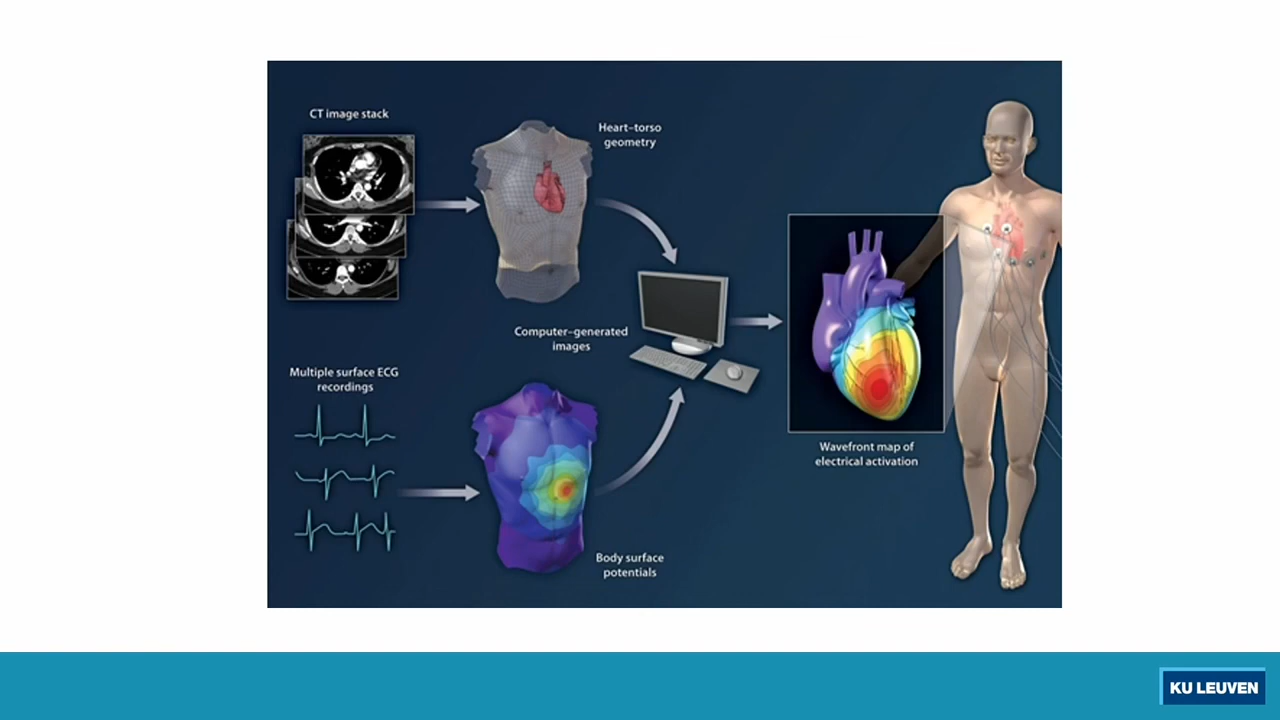 CT image stack
Heart–torso
geometry
Computer–generated
images
Multiple surface ECG
recordings
Wavefront map of
electrical activation
Body surface
potentials
KU LEUVEN